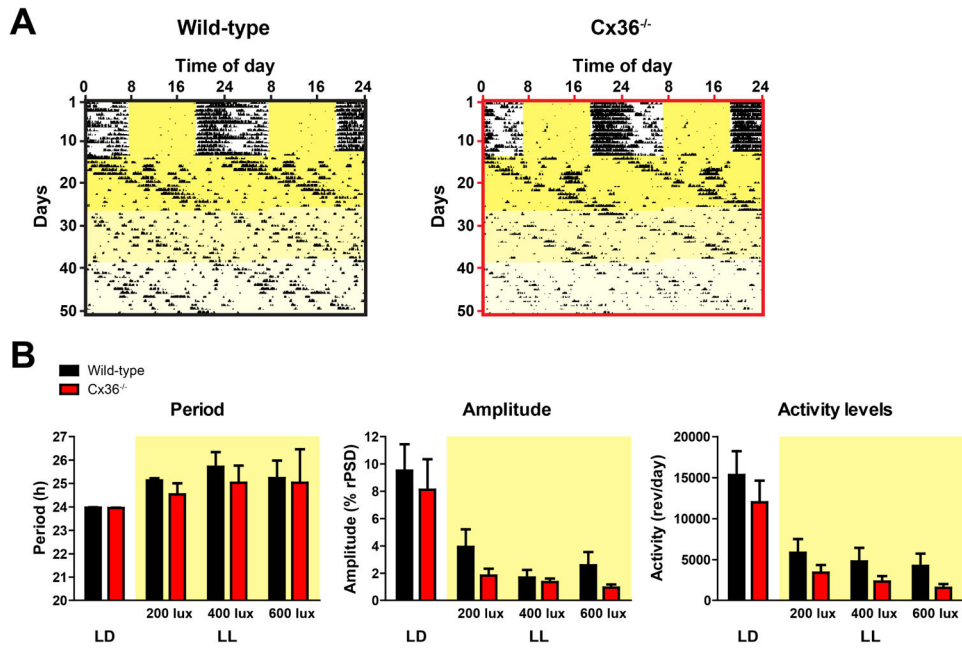 A
Wild-type
Cx36-/-
Time of day
Time of day
0 8 16 24 8 16 24
0 8 16 24 8 16 24
Days
1
10
20
30
40
50
Days
1
10
20
30
40
50
B
Wild-type
Cx36-/-
Period
Amplitude
Activity levels
Period (h)
27
26
25
24
23
22
21
20
200 lux 400 lux 600 lux
LD LL
Amplitude (% rPSD)
12
10
8
6
4
2
0
200 lux 400 lux 600 lux
LD LL
Activity (rev/day)
20000
15000
10000
5000
0
200 lux 400 lux 600 lux
LD LL